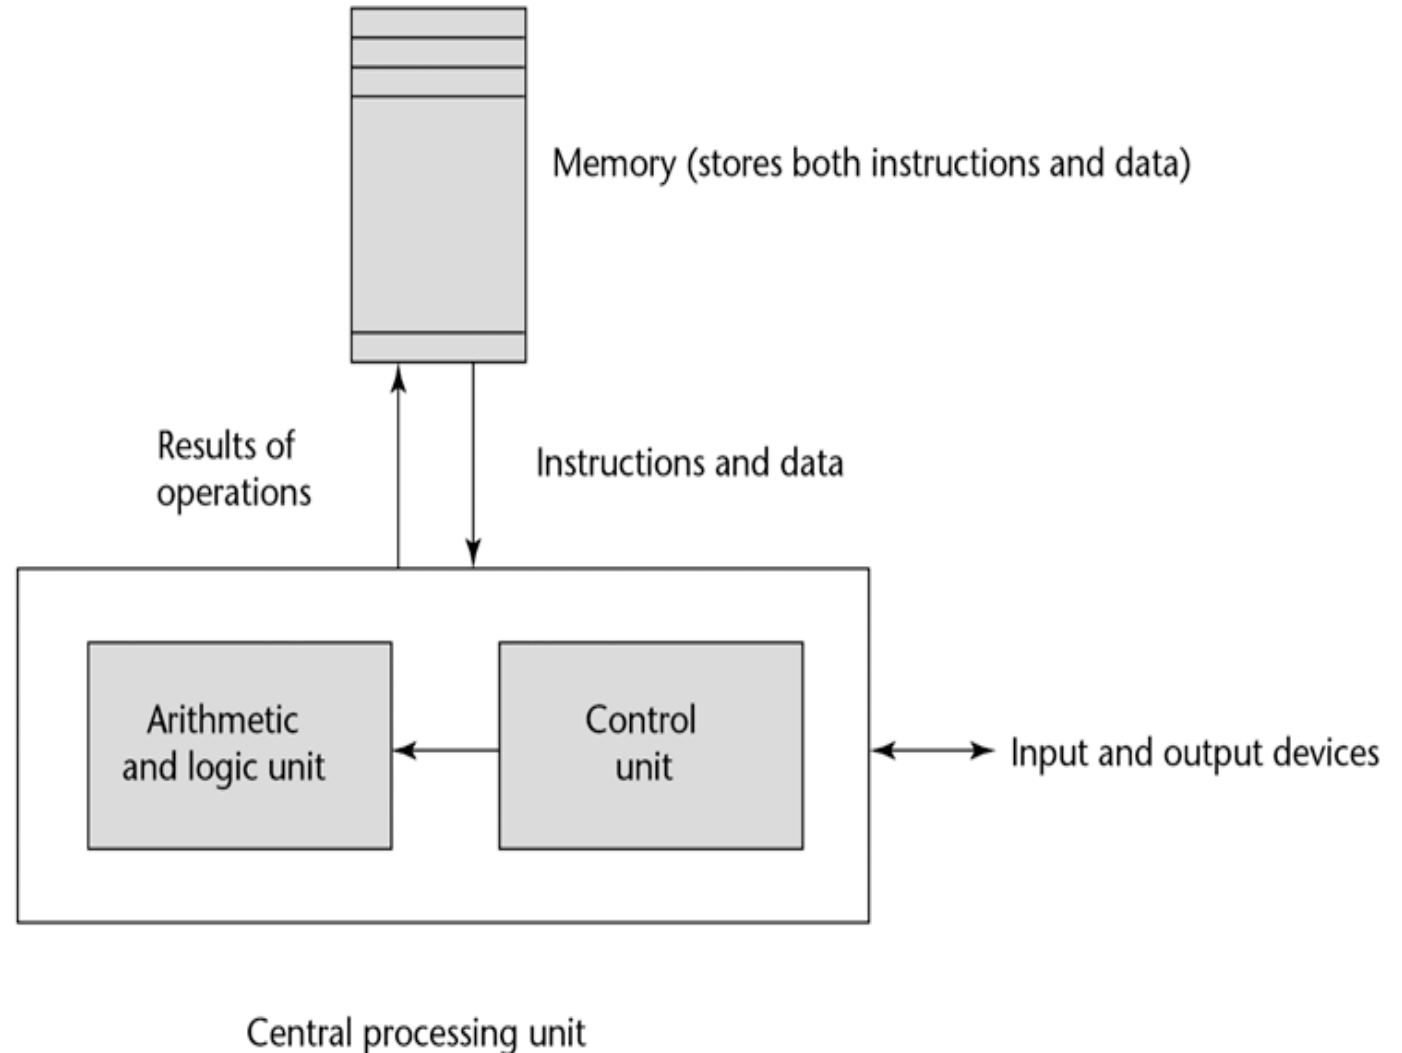 Memory (stores both instructions and data)
Results of
operations
Instructions and data
Arithmetic
and logic unit
Control
unit
Input and output devices
Central processing unit